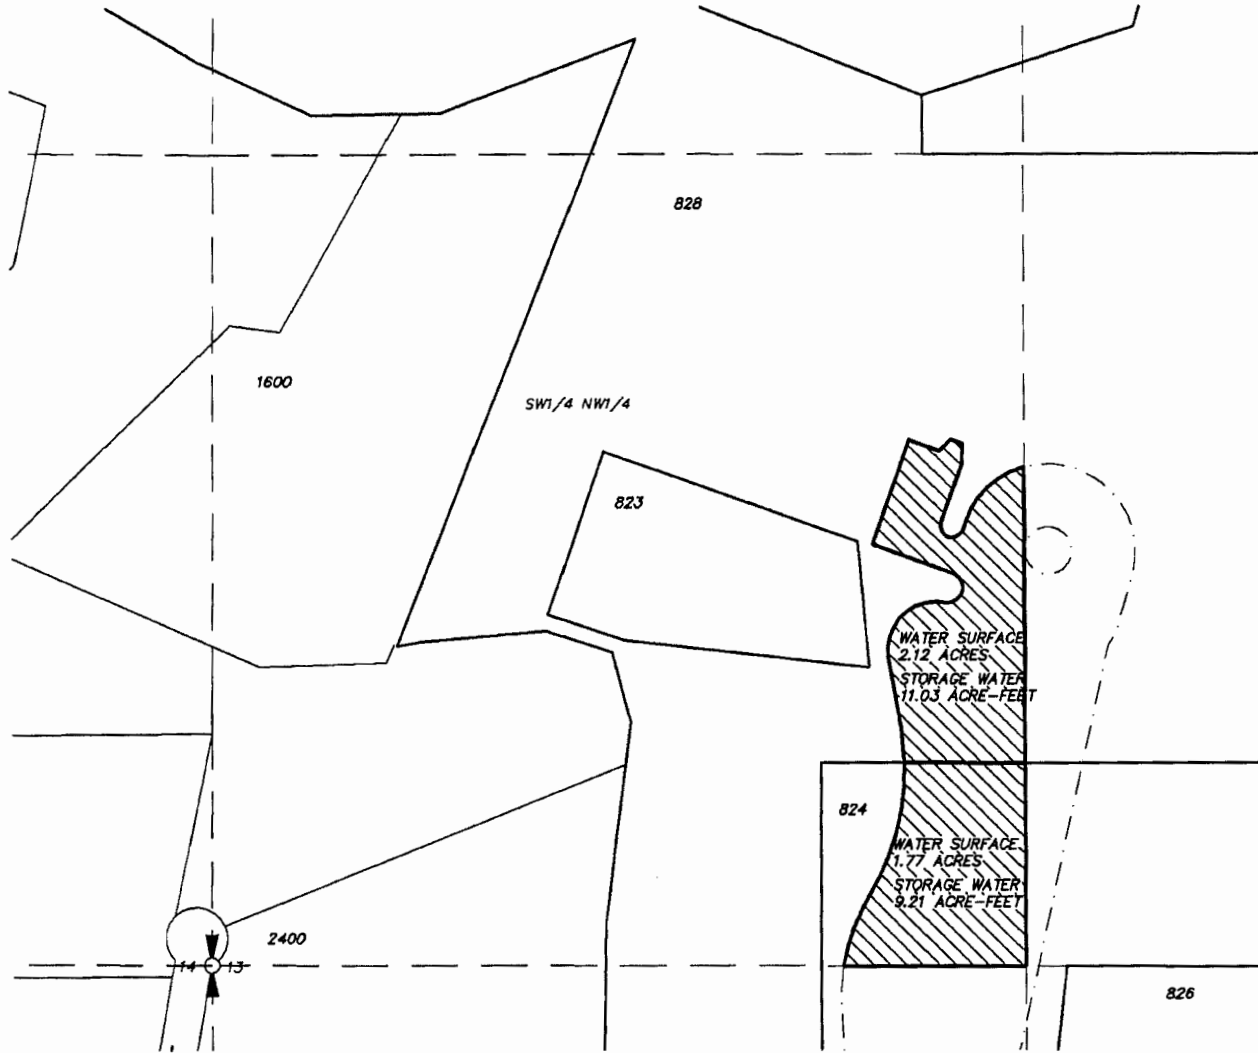 828
1600
SW1/4 NW1/4
823
WATER SURFACE
2.12 ACRES
STORAGE WATER
11.03 ACRE-FEET
824
WATER SURFACE
1.77 ACRES
STORAGE WATER
9.21 ACRE-FEET
2400
14 13
826